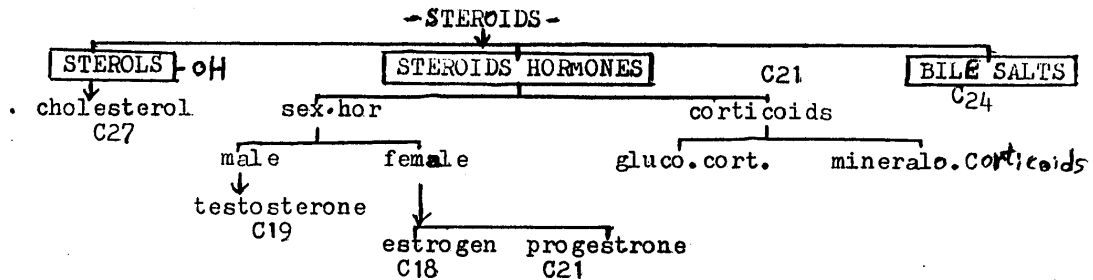 -STEROIDS-
STEROLS -OH STEROIDS HORMONES C21 BILE SALTS
. cholesterol sex.hor corticoids C24
C27
male female gluco.cort. mineralo.Corticoids
testosterone
C19
estrogen progestrone
C18 C21